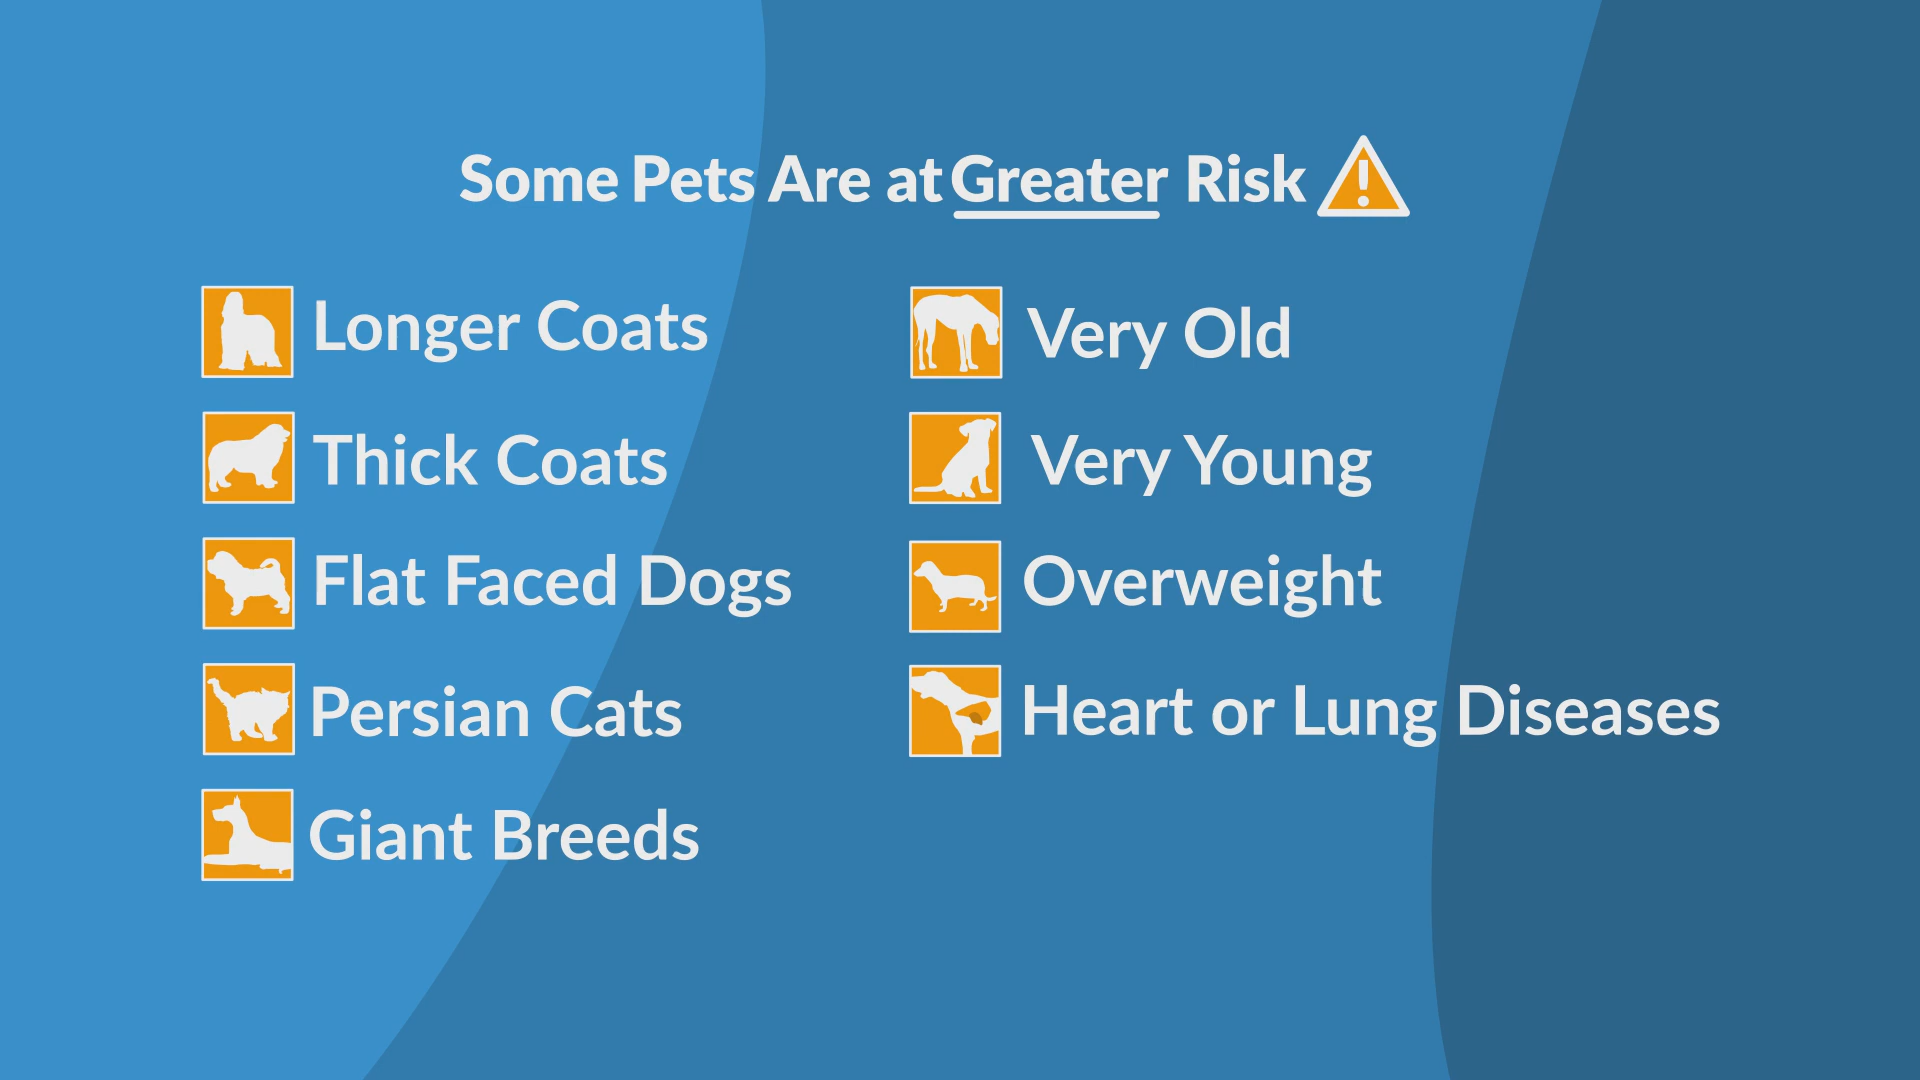 Some Pets Are at Greater Risk
Longer Coats
Thick Coats
Flat Faced Dogs
Persian Cats
Giant Breeds
Very Old
Very Young
Overweight
Heart or Lung Diseases